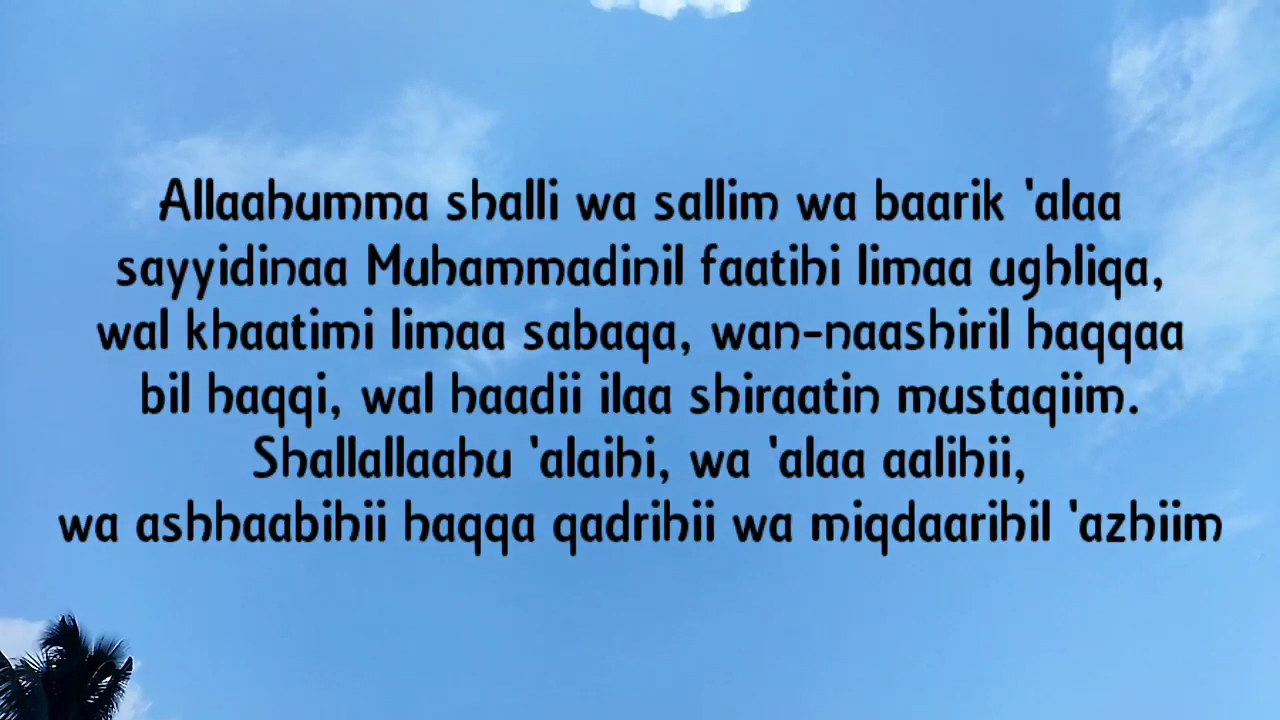 Allaahumma shalli wa sallim wa baarik 'alaa
sayyidinaa Muhammadinil faatihi limaa ughliqa,
wal khaatimi limaa sabaqa, wan-naashiril haqqaa
bil haqqi, wal haadii ilaa shiraatin mustaqiim.
Shallallaahu 'alaihi, wa 'alaa aalihii,
wa ashhaabihii haqqa qadrihii wa miqdaarihil 'azhiim